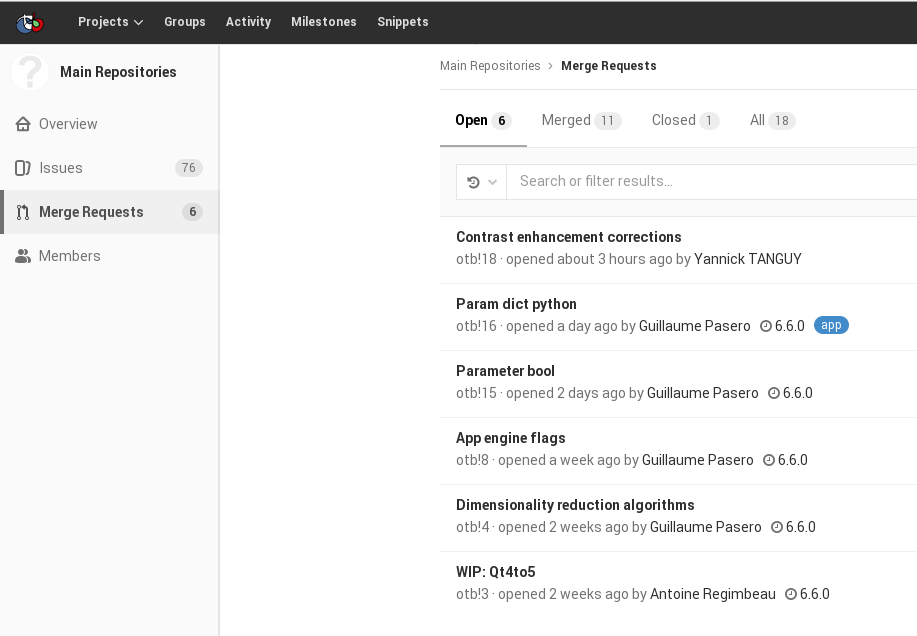 Projects Groups Activity Milestones Snippets
Main Repositories
Overview
Issues 76
Merge Requests 6
Members
Main Repositories > Merge Requests
Open 6 Merged 11 Closed 1 All 18
Search or filter results...
Contrast enhancement corrections
otb!18 · opened about 3 hours ago by Yannick TANGUY
Param dict python
otb!16 · opened a day ago by Guillaume Pasero 6.6.0 app
Parameter bool
otb!15 · opened 2 days ago by Guillaume Pasero 6.6.0
App engine flags
otb!8 · opened a week ago by Guillaume Pasero 6.6.0
Dimensionality reduction algorithms
otb!4 · opened 2 weeks ago by Guillaume Pasero 6.6.0
WIP: Qt4to5
otb!3 · opened 2 weeks ago by Antoine Regimbeau 6.6.0